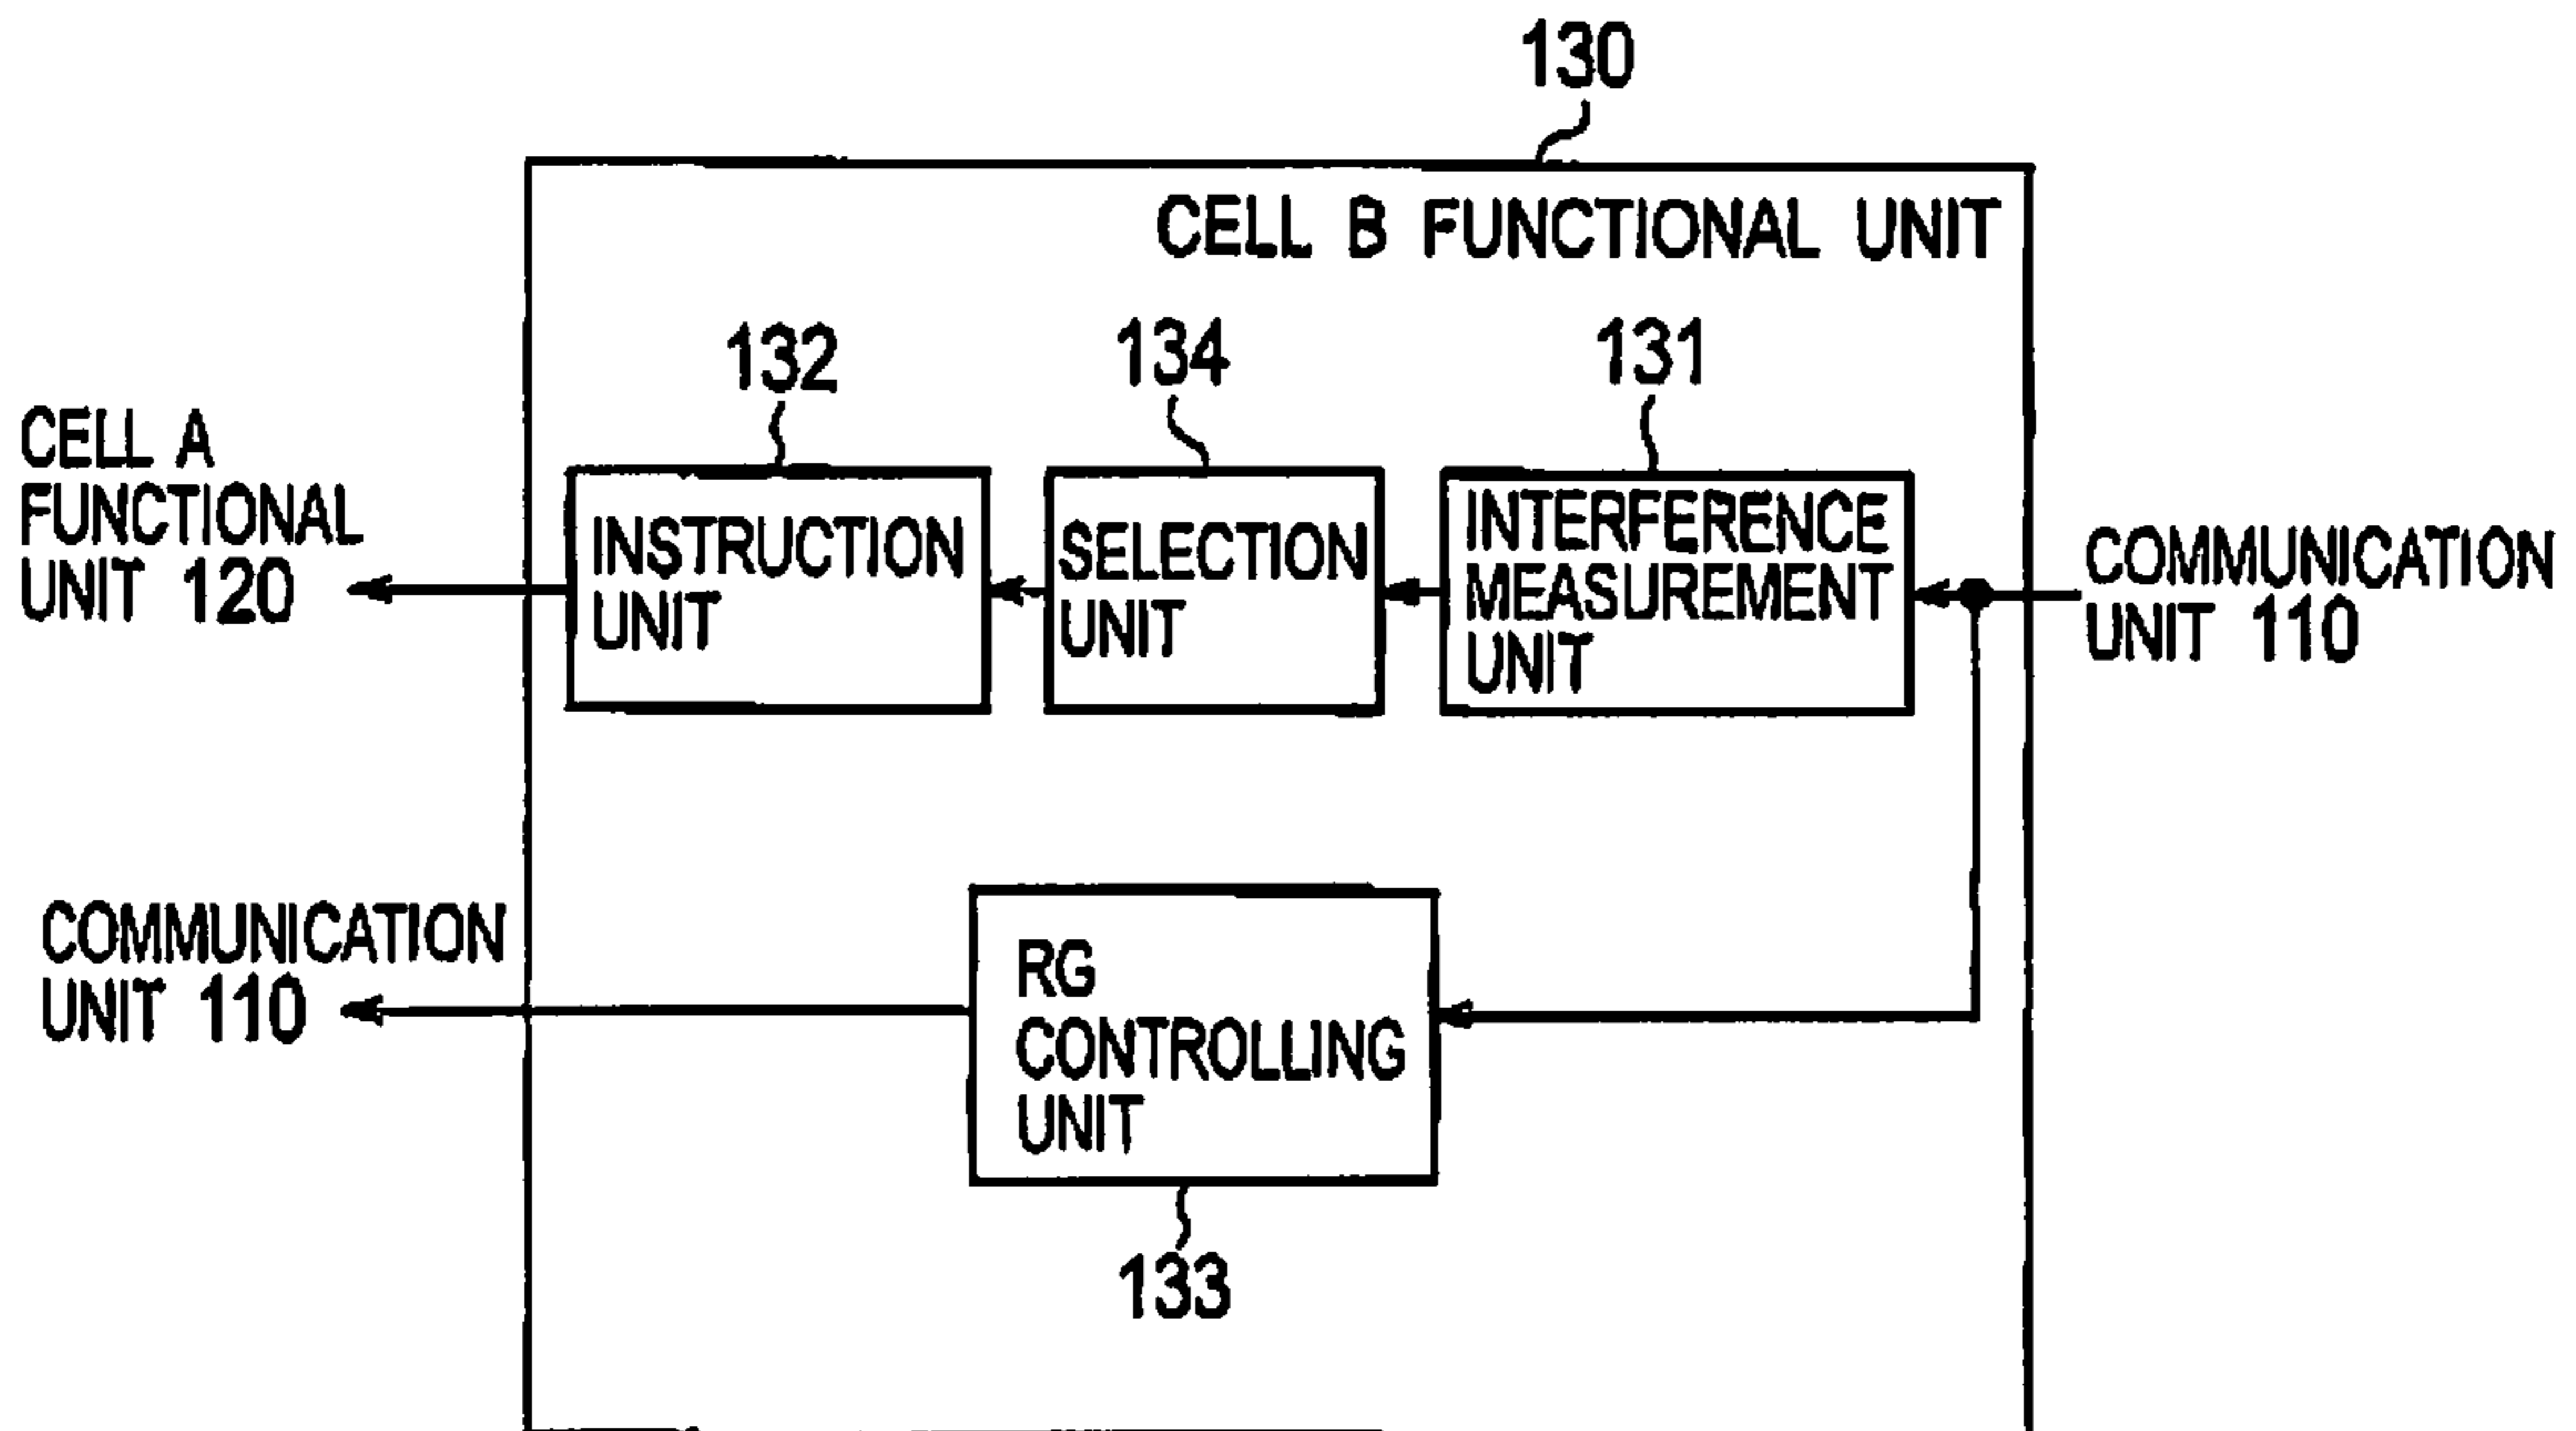 130
CELL B FUNCTIONAL UNIT
132
134
131
CELL A
FUNCTIONAL
UNIT 120
INSTRUCTION
UNIT
SELECTION
UNIT
INTERFERENCE
MEASUREMENT
UNIT
COMMUNICATION
UNIT 110
COMMUNICATION
UNIT 110
RG
CONTROLLING
UNIT
133